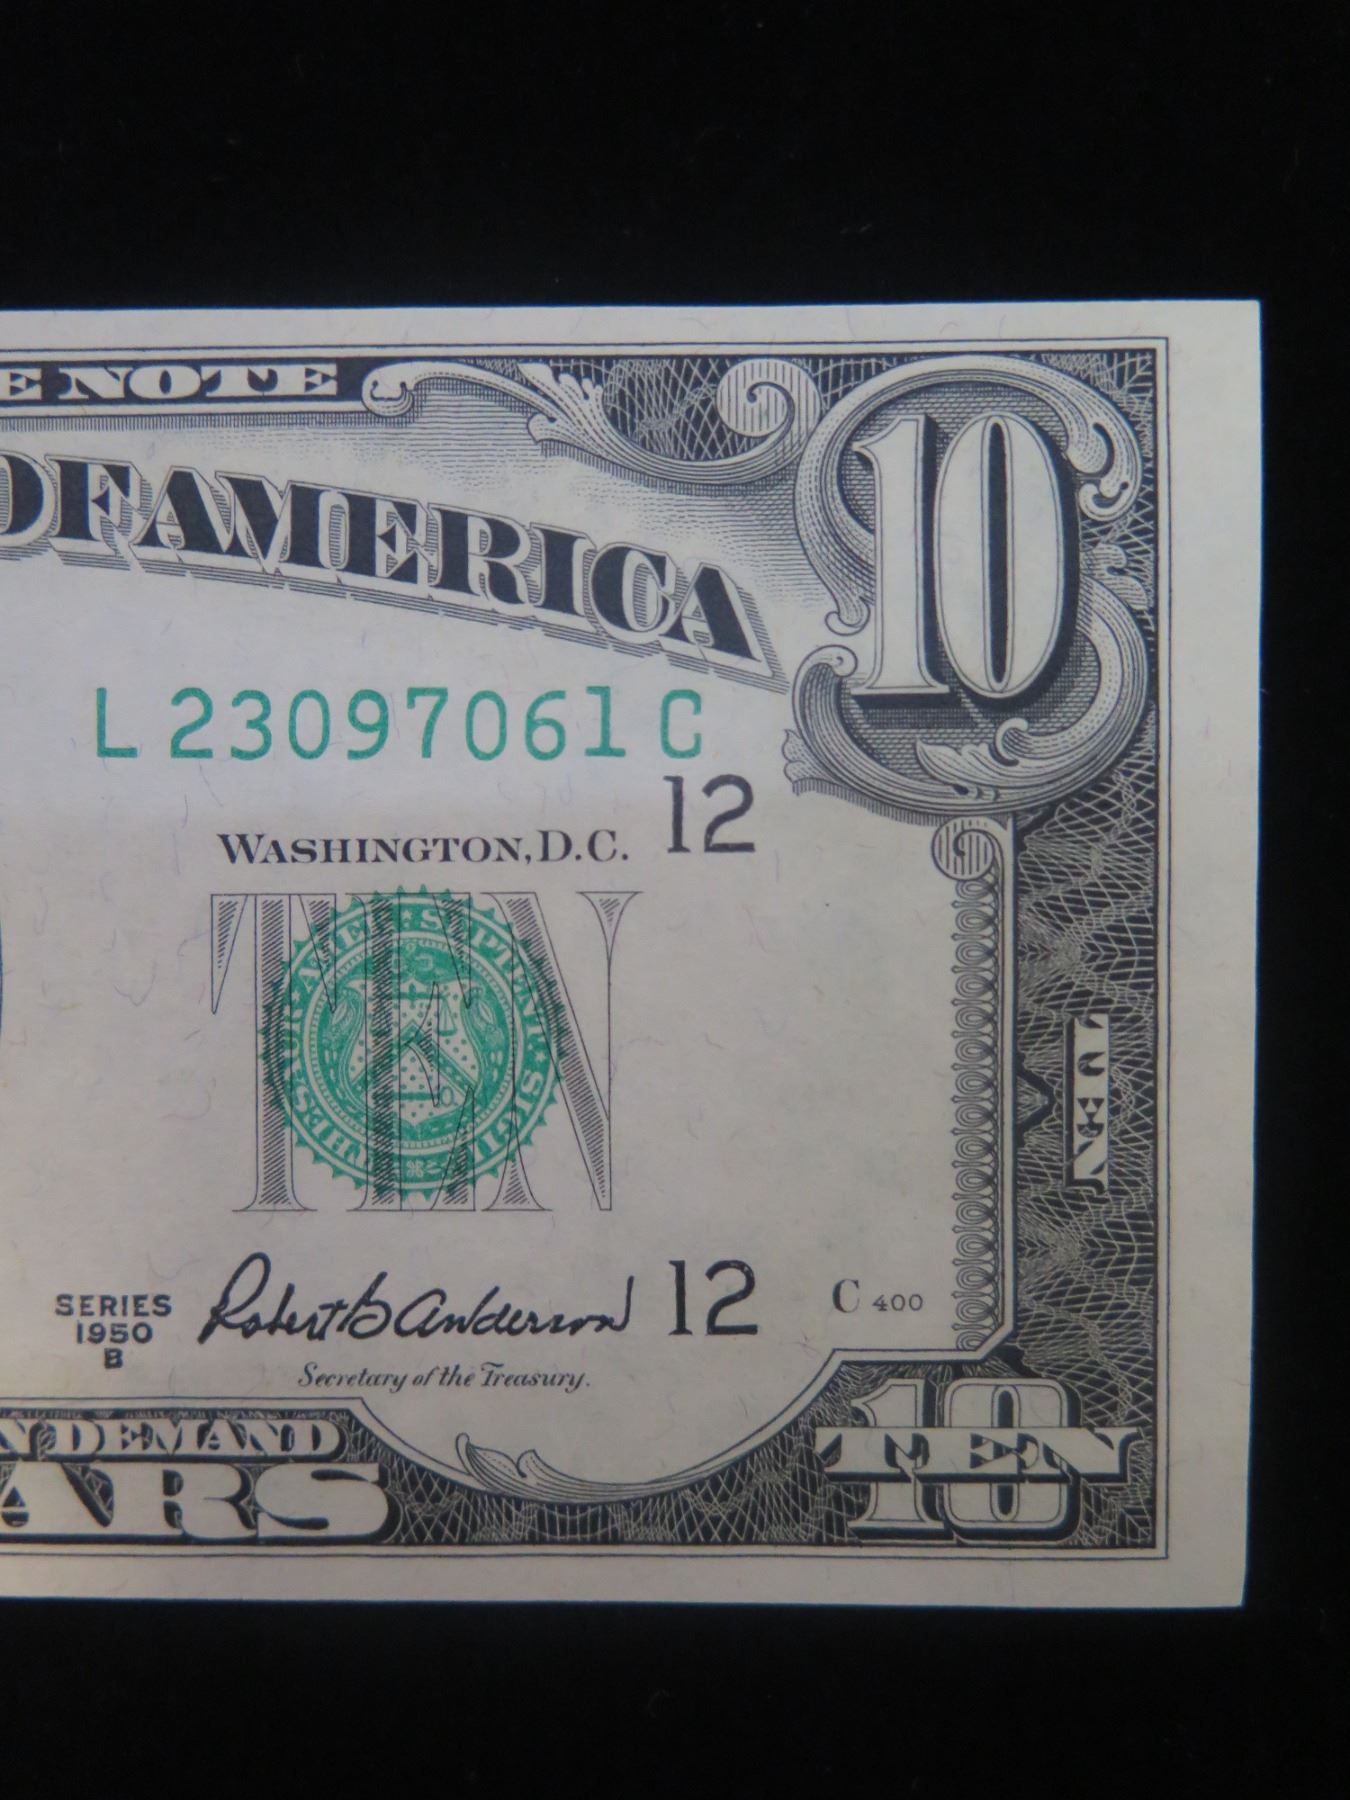 E NOTE
10
OF AMERICA
L 23097061 C
12
WASHINGTON, D.C.
TEN
TEN
SERIES
1950
B
Robert B Anderson
12
C 400
Secretary of the Treasury.
N DEMAND
ARS
10
TEN